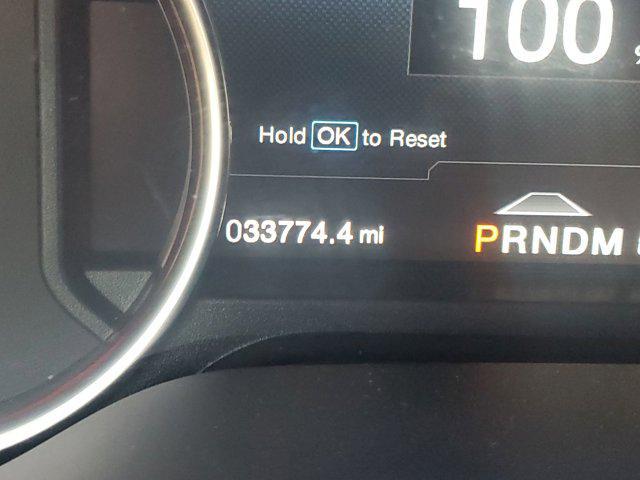 100
Hold OK to Reset
033774.4 mi
PRNDM